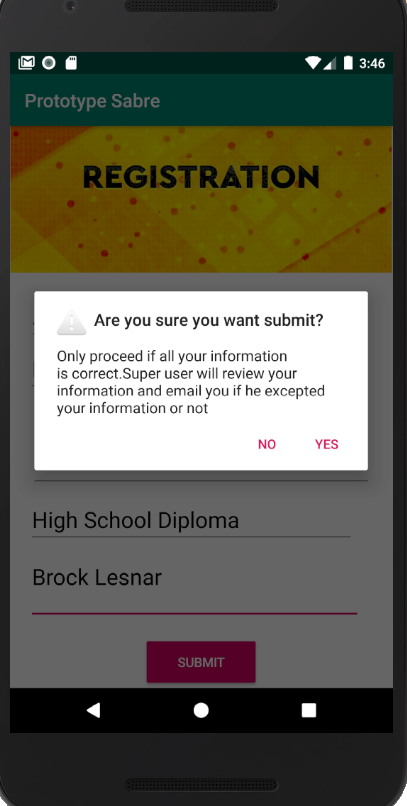 3:46
Prototype Sabre
REGISTRATION
Are you sure you want submit?
Only proceed if all your information
is correct.Super user will review your
information and email you if he excepted
your information or not
NO YES
High School Diploma
Brock Lesnar
SUBMIT